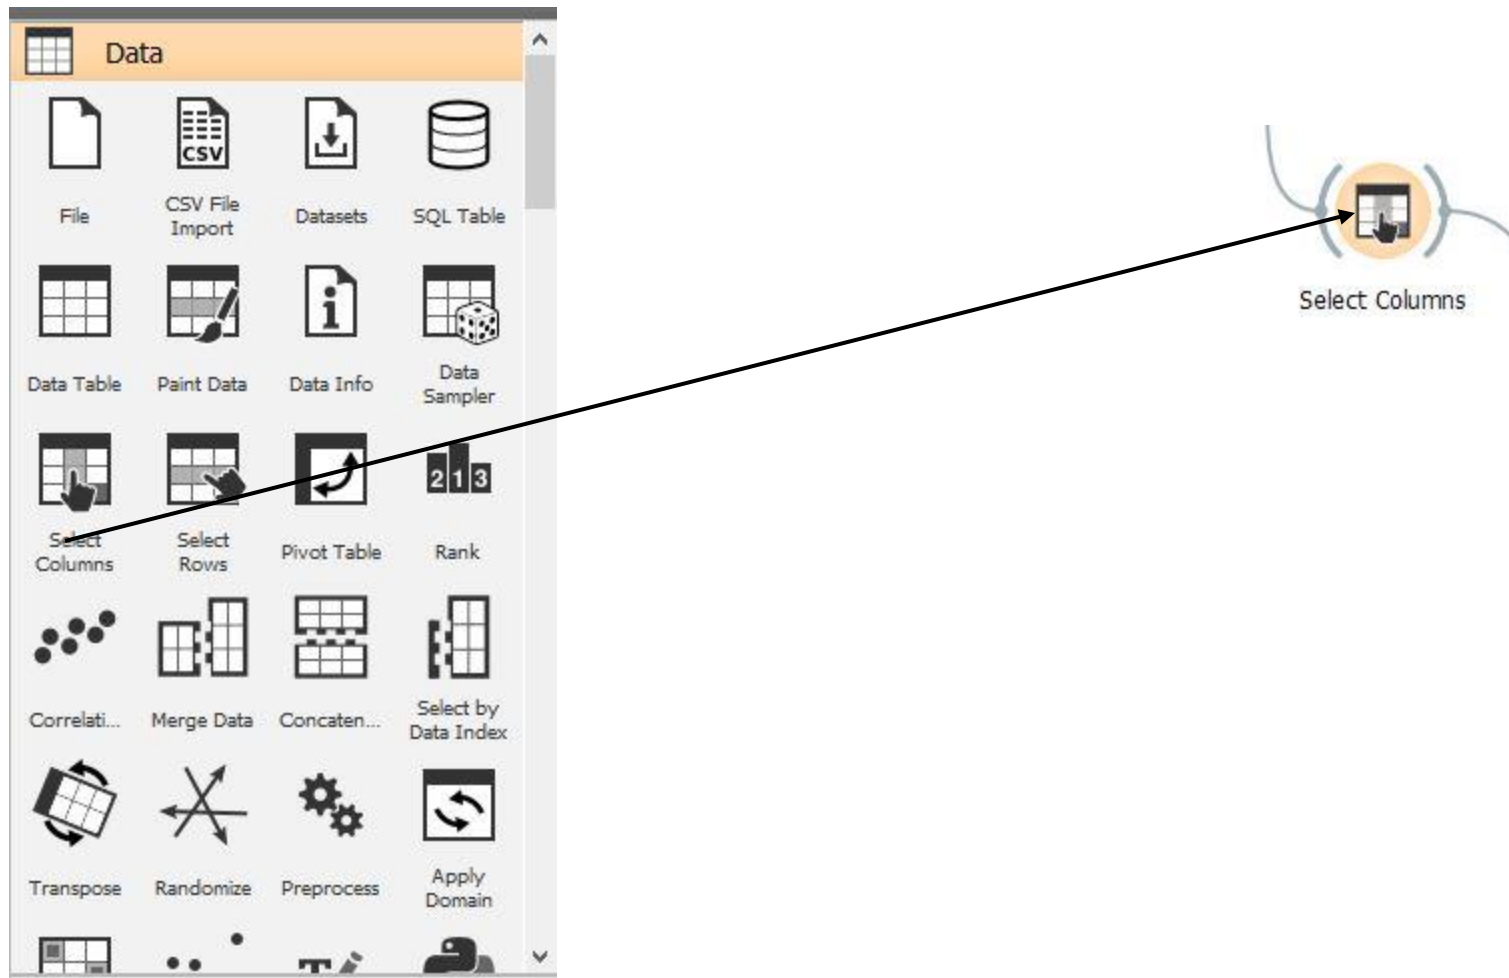 Data
CSV
File
CSV File
Import
Datasets
SQL Table
i
Data Table
Paint Data
Data Info
Data
Sampler
2 1 3
Select
Columns
Select
Rows
Pivot Table
Rank
Correlati...
Merge Data
Concaten...
Select by
Data Index
Transpose
Randomize
Preprocess
Apply
Domain
Select Columns